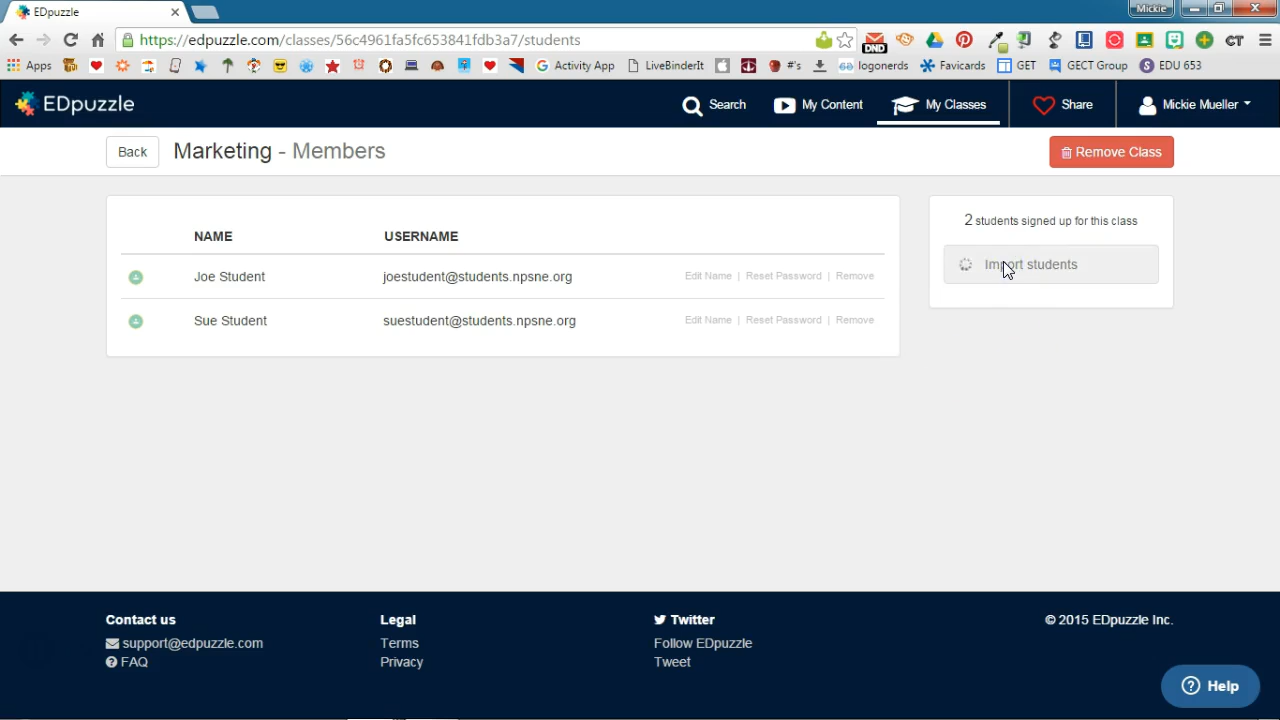 EDpuzzle
Mickie
https://edpuzzle.com/classes/56c4961fa5fc653841fdb3a7/students
DND
CT
Apps
Activity App
LiveBinderIt
#'s
logonerds
Favicards
GET
GECT Group
EDU 653
EDpuzzle
Search
My Content
My Classes
Share
Mickie Mueller
Back
Marketing - Members
Remove Class
NAME USERNAME
Joe Student joestudent@students.npsne.org Edit Name | Reset Password | Remove
Sue Student suestudent@students.npsne.org Edit Name | Reset Password | Remove
2 students signed up for this class
Import students
Contact us
support@edpuzzle.com
FAQ
Legal
Terms
Privacy
Twitter
Follow EDpuzzle
Tweet
© 2015 EDpuzzle Inc.
Help